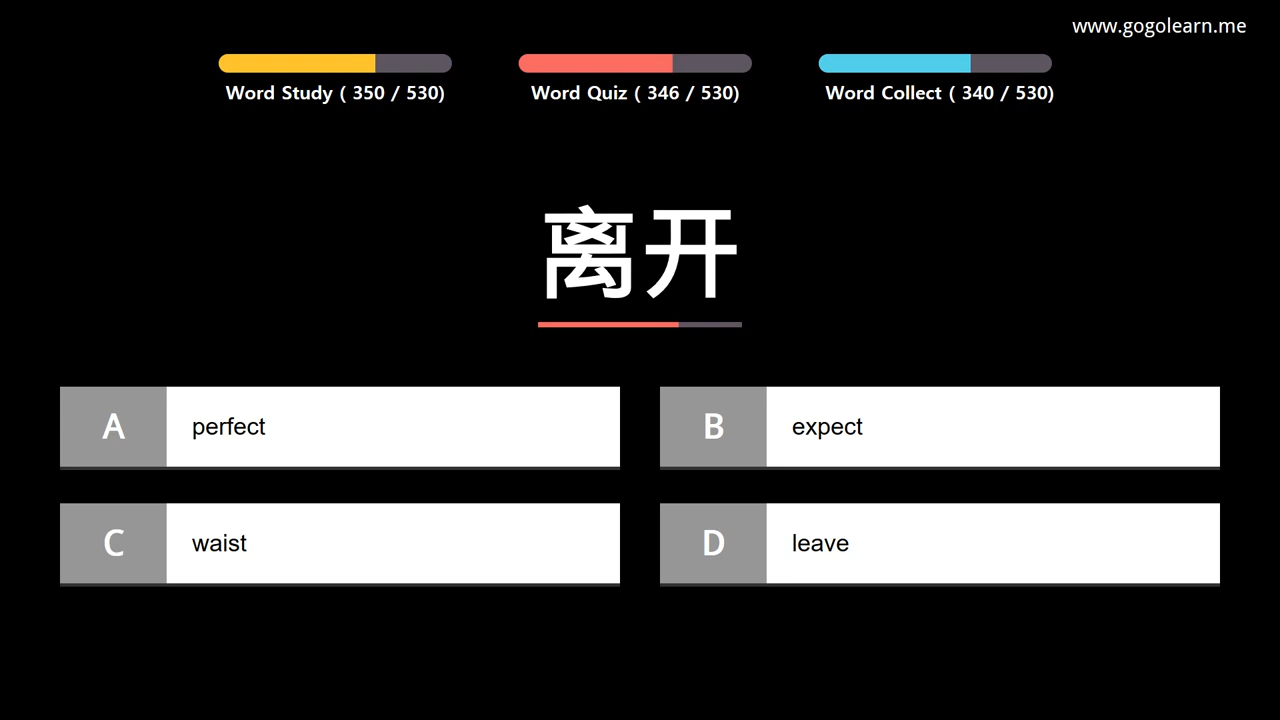 www.gogolearn.me
Word Study ( 350 / 530)
Word Quiz ( 346 / 530)
Word Collect ( 340 / 530)
离开
A
perfect
B
expect
C
waist
D
leave